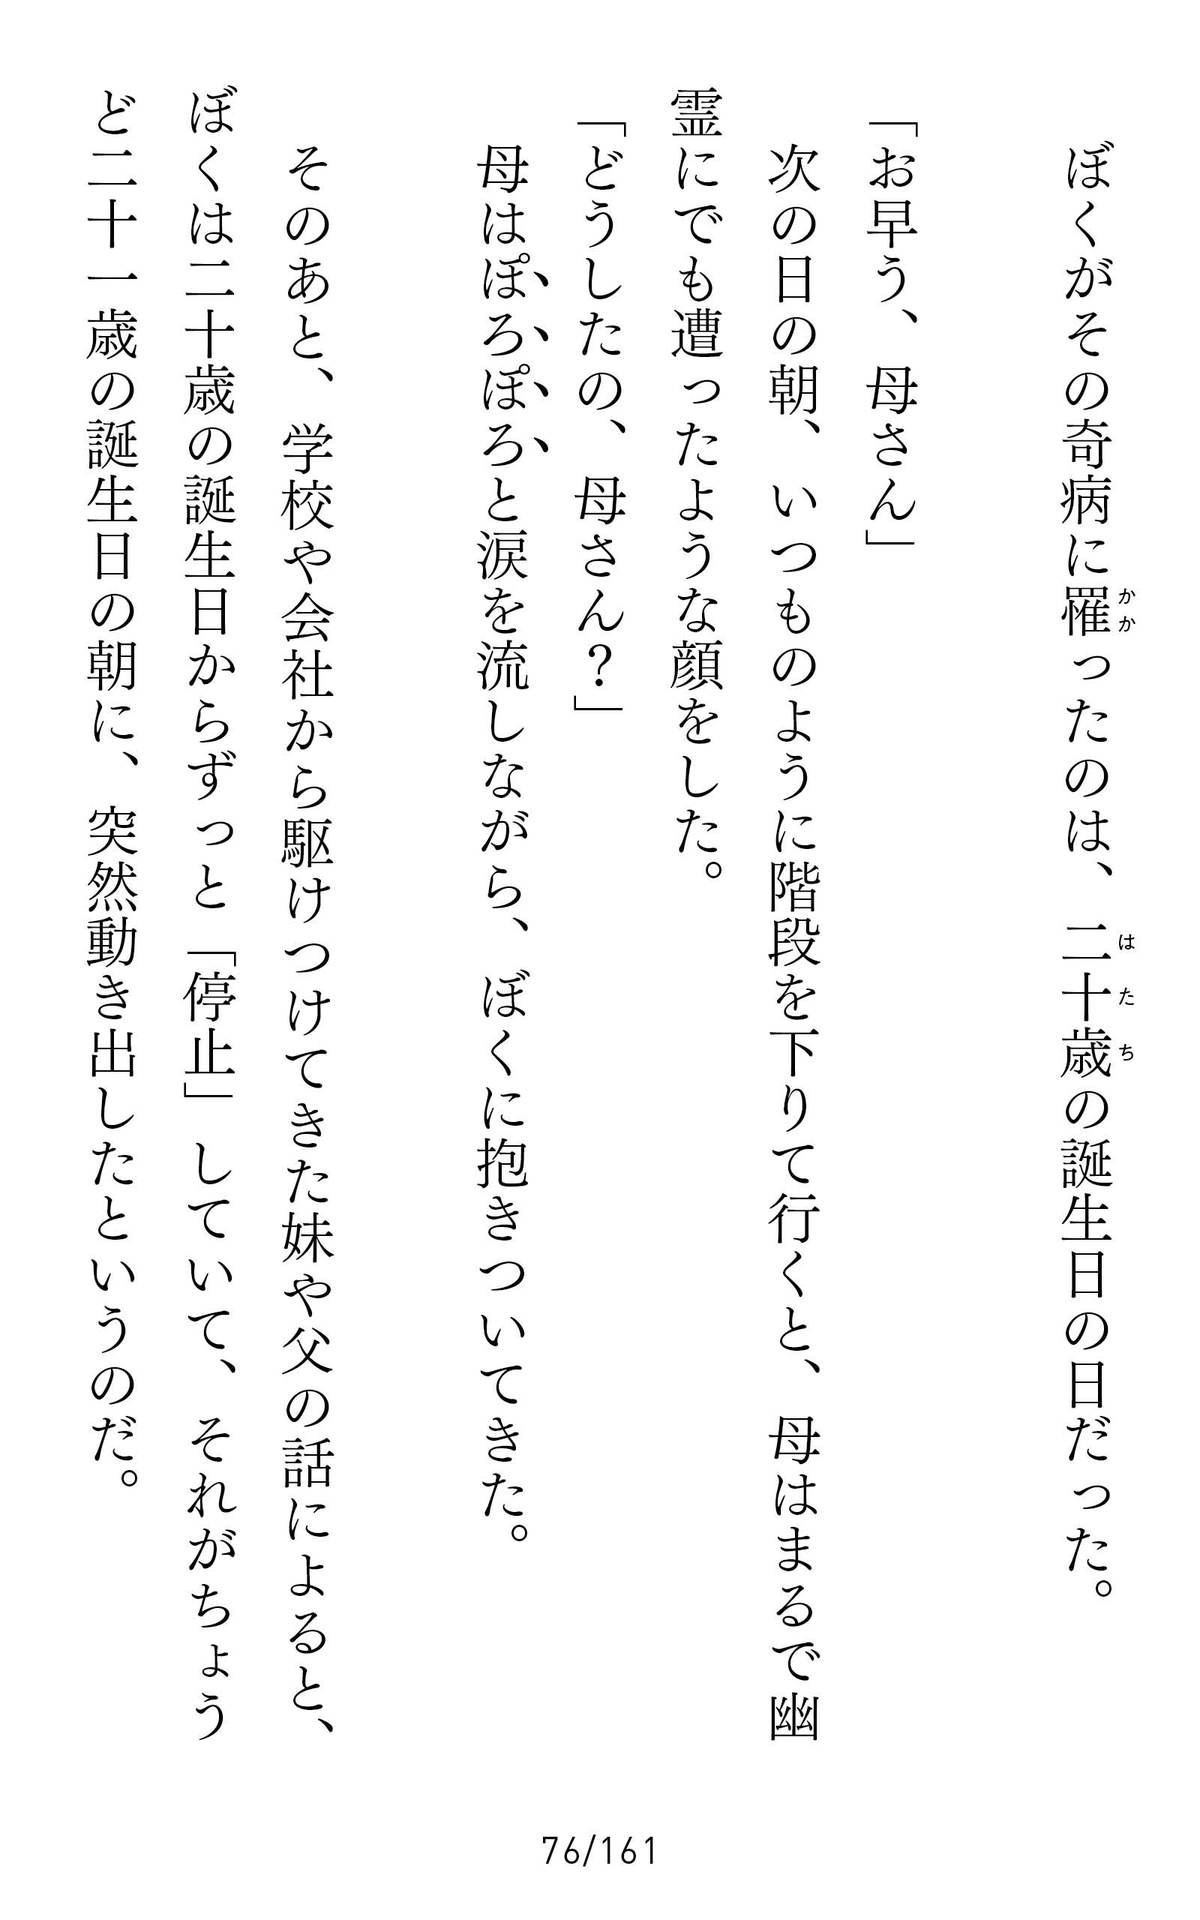 ぼくがその奇病に罹ったのは、二十歳の誕生日の日だった。
かか
はたち
「お早う、母さん」
次の日の朝、いつものように階段を下りて行くと、母はまるで幽
霊にでも遭ったような顔をした。
「どうしたの、母さん？」
母はぽろぽろと涙を流しながら、ぼくに抱きついてきた。
そのあと、学校や会社から駆けつけてきた妹や父の話によると、
ぼくは二十歳の誕生日からずっと「停止」していて、それがちょう
ど二十一歳の誕生日の朝に、突然動き出したというのだ。
76/161